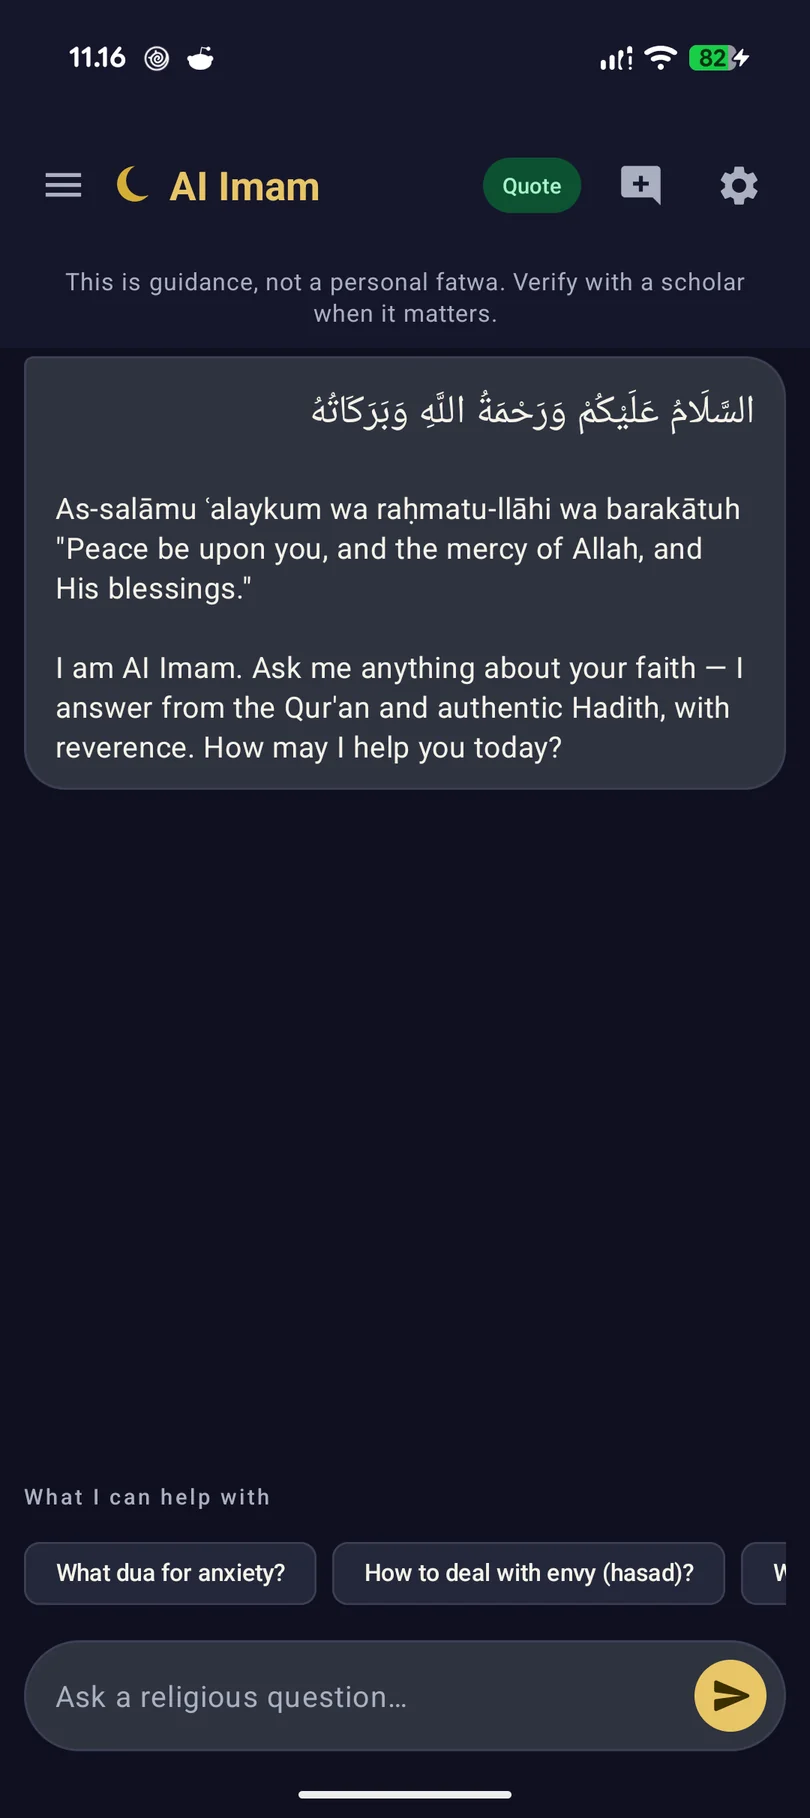 11.16
82
AI Imam
Quote
This is guidance, not a personal fatwa. Verify with a scholar
when it matters.
السَّلَامُ عَلَيْكُمْ وَرَحْمَةُ اللَّهِ وَبَرَكَاتُهُ
As-salāmu ʿalaykum wa raḥmatu-llāhi wa barakātuh
"Peace be upon you, and the mercy of Allah, and
His blessings."
I am AI Imam. Ask me anything about your faith — I
answer from the Qur'an and authentic Hadith, with
reverence. How may I help you today?
What I can help with
What dua for anxiety?
How to deal with envy (hasad)?
Ask a religious question…